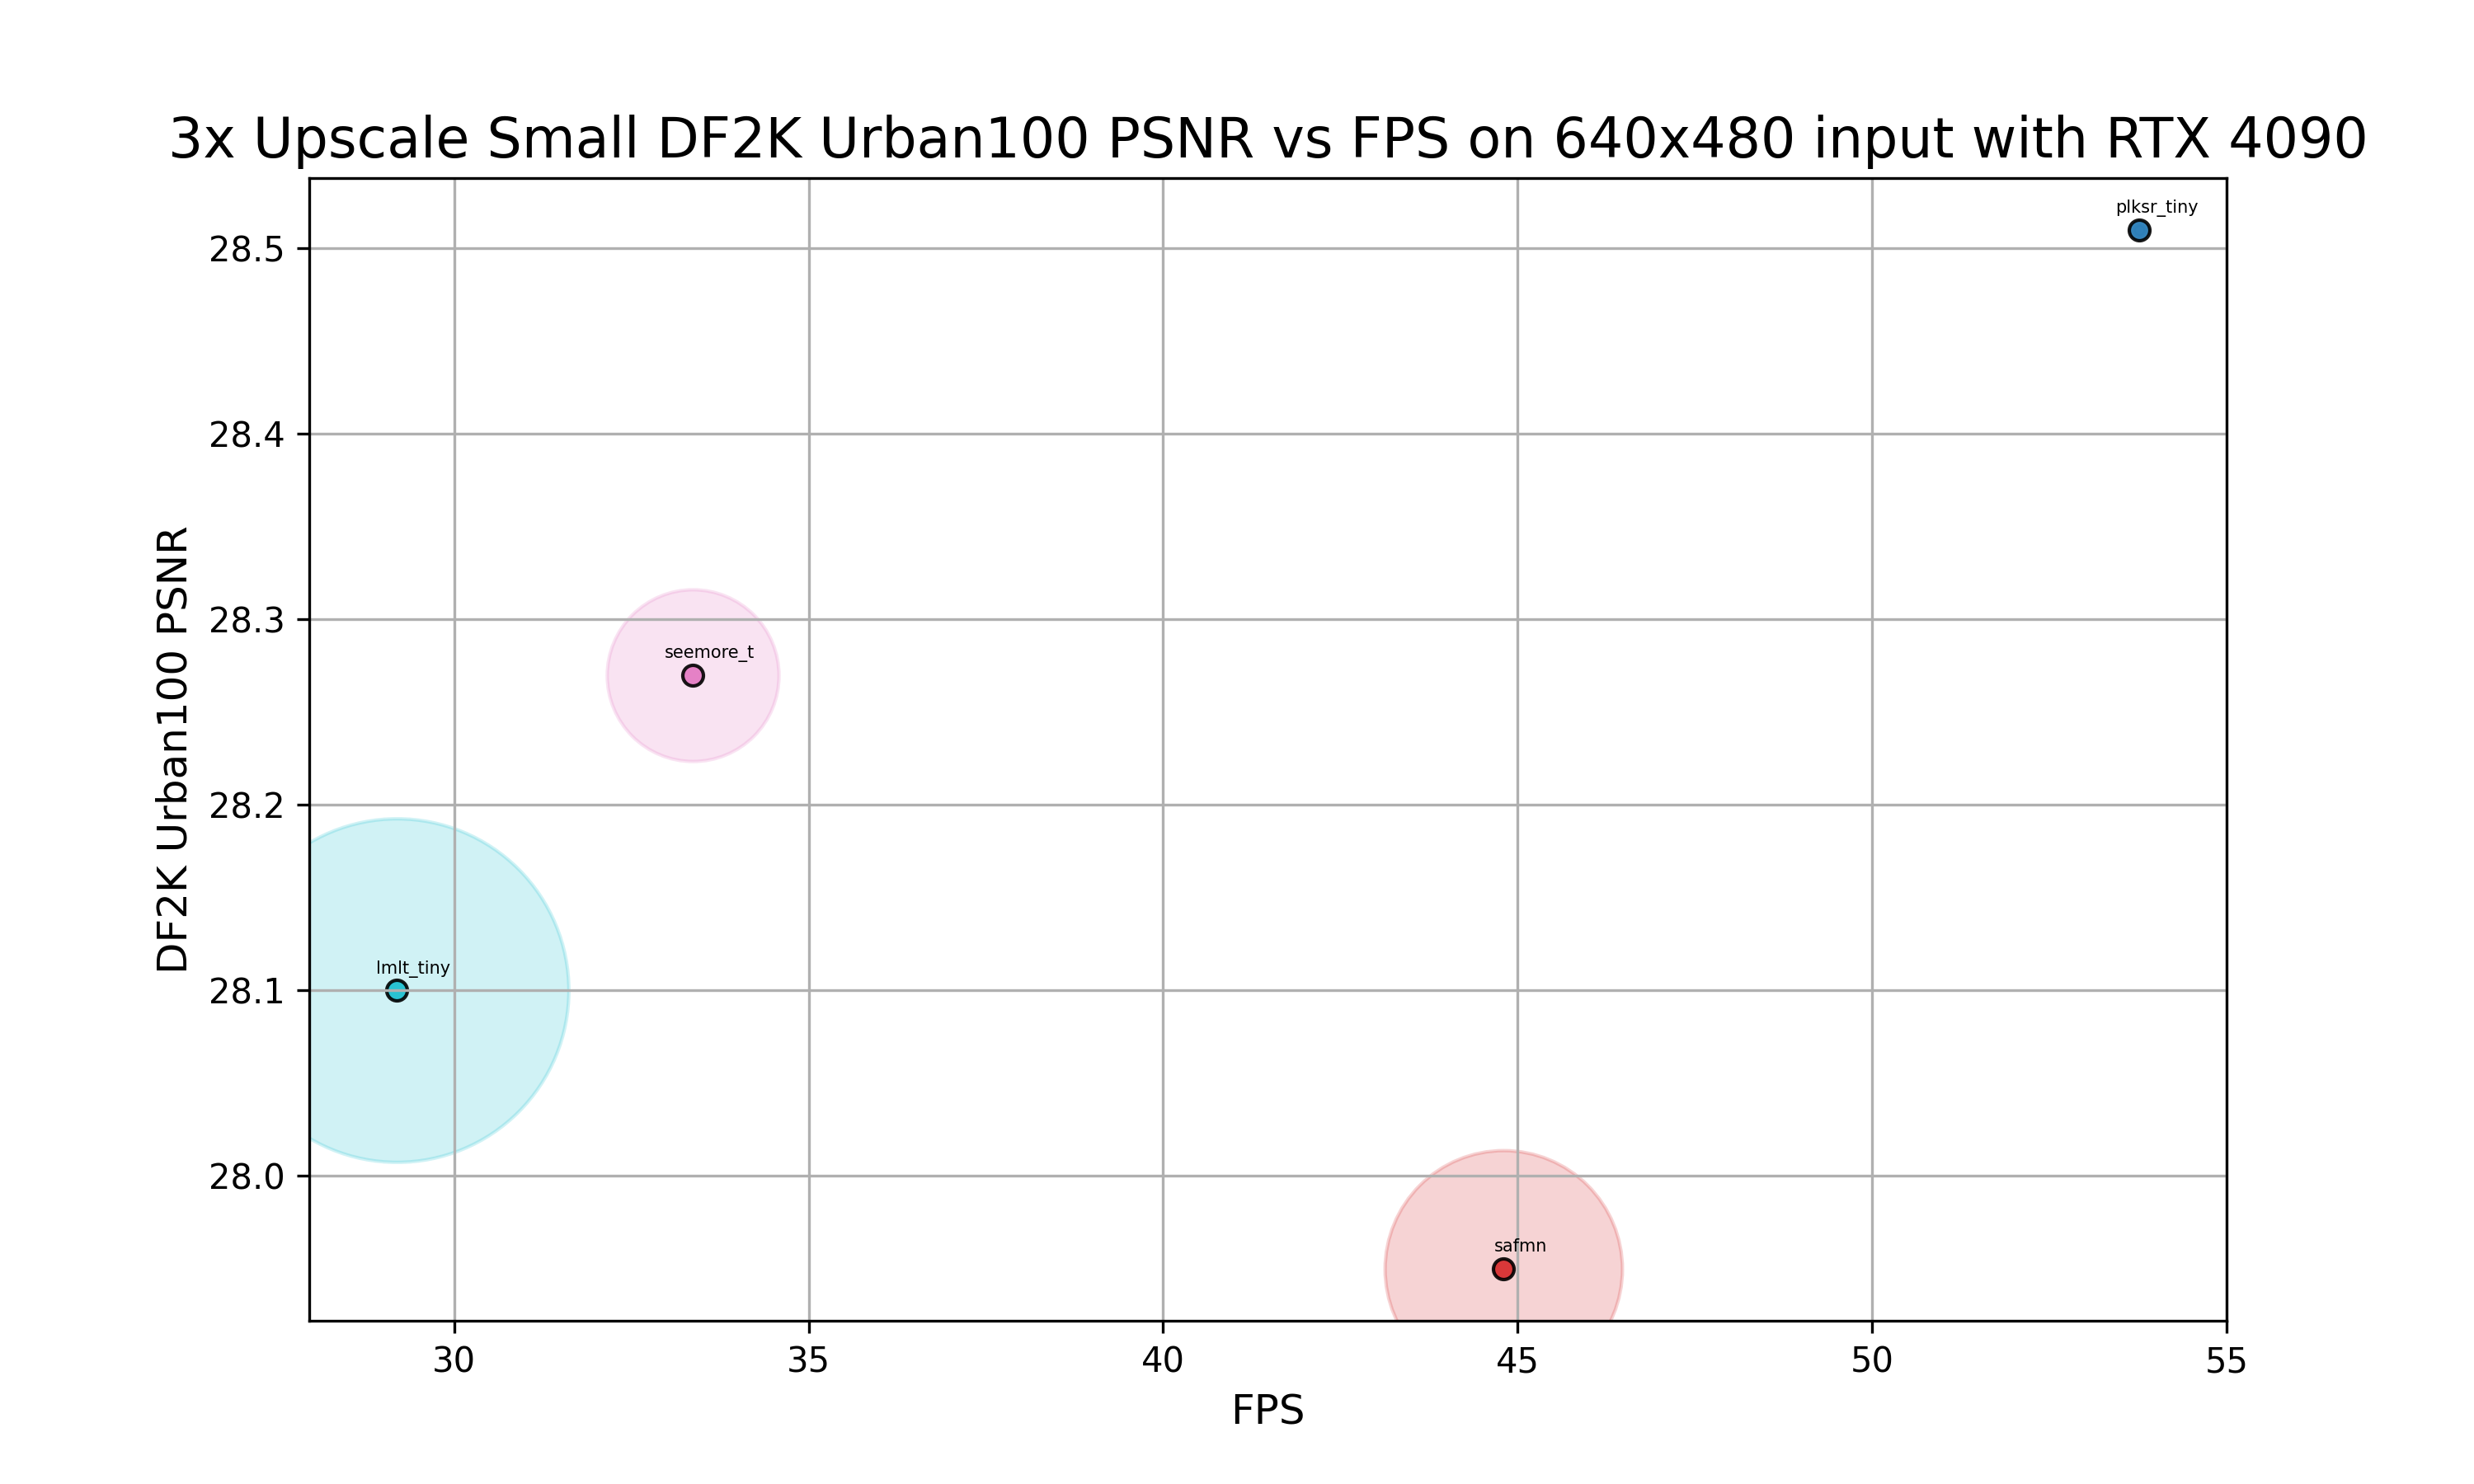 3x Upscale Small DF2K Urban100 PSNR vs FPS on 640x480 input with RTX 4090
plksr_tiny
28.5
28.4
28.3
seemore_t
28.2
lmlt_tiny
28.1
28.0
safmn
DF2K Urban100 PSNR
30 35 40 45 50 55
FPS